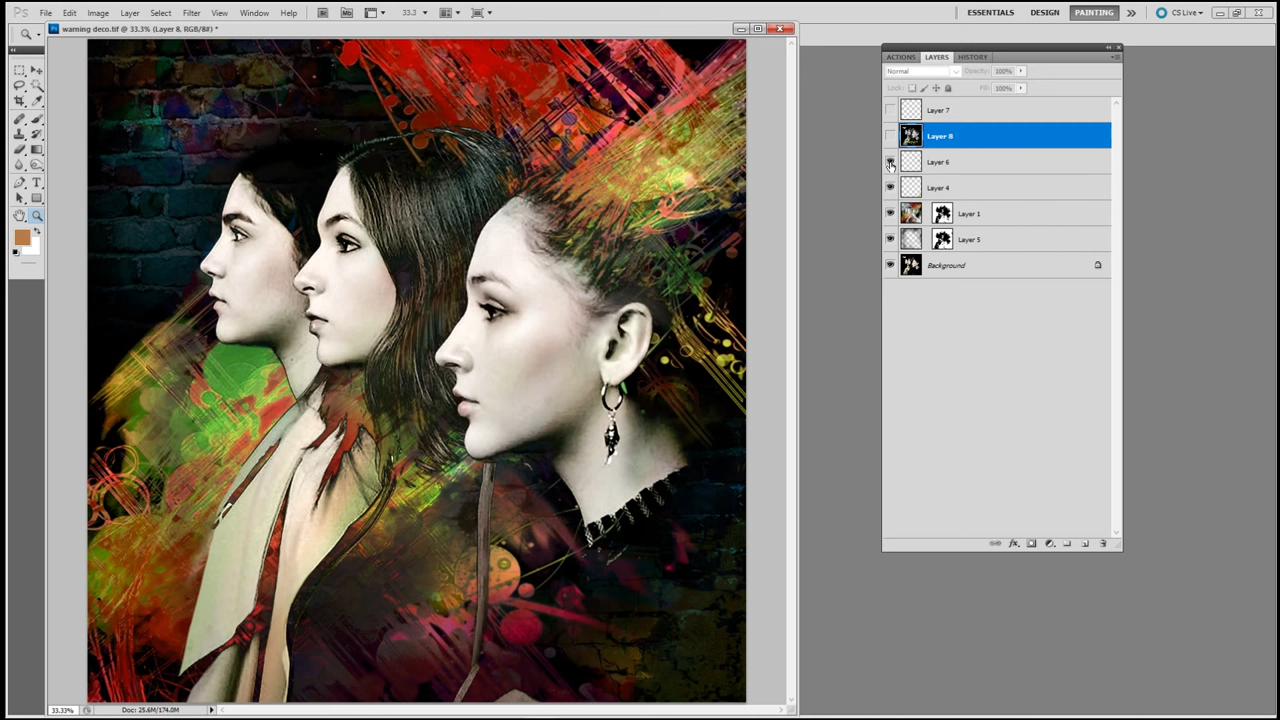 Ps File Edit Image Layer Select Filter View Window Help Br Mb 33.3 ESSENTIALS DESIGN PAINTING CS Live
warning deco.tif @ 33.3% (Layer 8, RGB/8#) *
ACTIONS LAYERS HISTORY
Normal Opacity: 100%
Lock: Fill: 100%
Layer 7
Layer 8
Layer 6
Layer 4
Layer 1
Layer 5
Background
33.33% Doc: 25.6M/174.0M